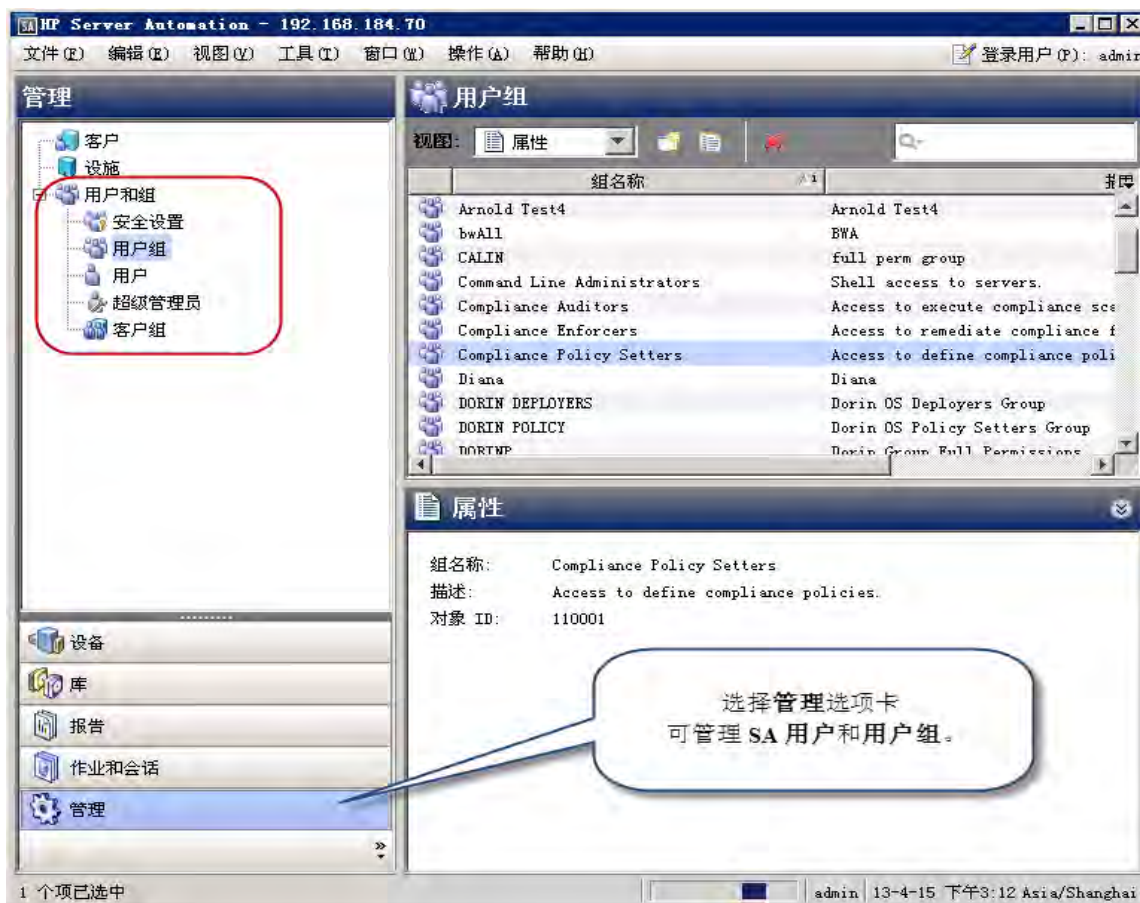 HP Server Automation - 192.168.184.70
文件(F) 编辑(E) 视图(V) 工具(T) 窗口(W) 操作(A) 帮助(H) 登录用户(P): admin
管理
客户
设施
用户和组
安全设置
用户组
用户
超级管理员
客户组
设备
库
报告
作业和会话
管理
用户组
视图: 属性
组名称
Arnold Test4 Arnold Test4
bwAll BWA
CALIN full perm group
Command Line Administrators Shell access to servers.
Compliance Auditors Access to execute compliance sca
Compliance Enforcers Access to remediate compliance f
Compliance Policy Setters Access to define compliance poli
Diana Diana
DORIN DEPLOYERS Dorin OS Deployers Group
DORIN POLICY Dorin OS Policy Setters Group
DORINP Dorin Group Full Permissions
属性
组名称: Compliance Policy Setters
描述: Access to define compliance policies.
对象 ID: 110001
选择管理选项卡
可管理 SA 用户和用户组。
1 个项已选中 admin 13-4-15 下午3:12 Asia/Shanghai